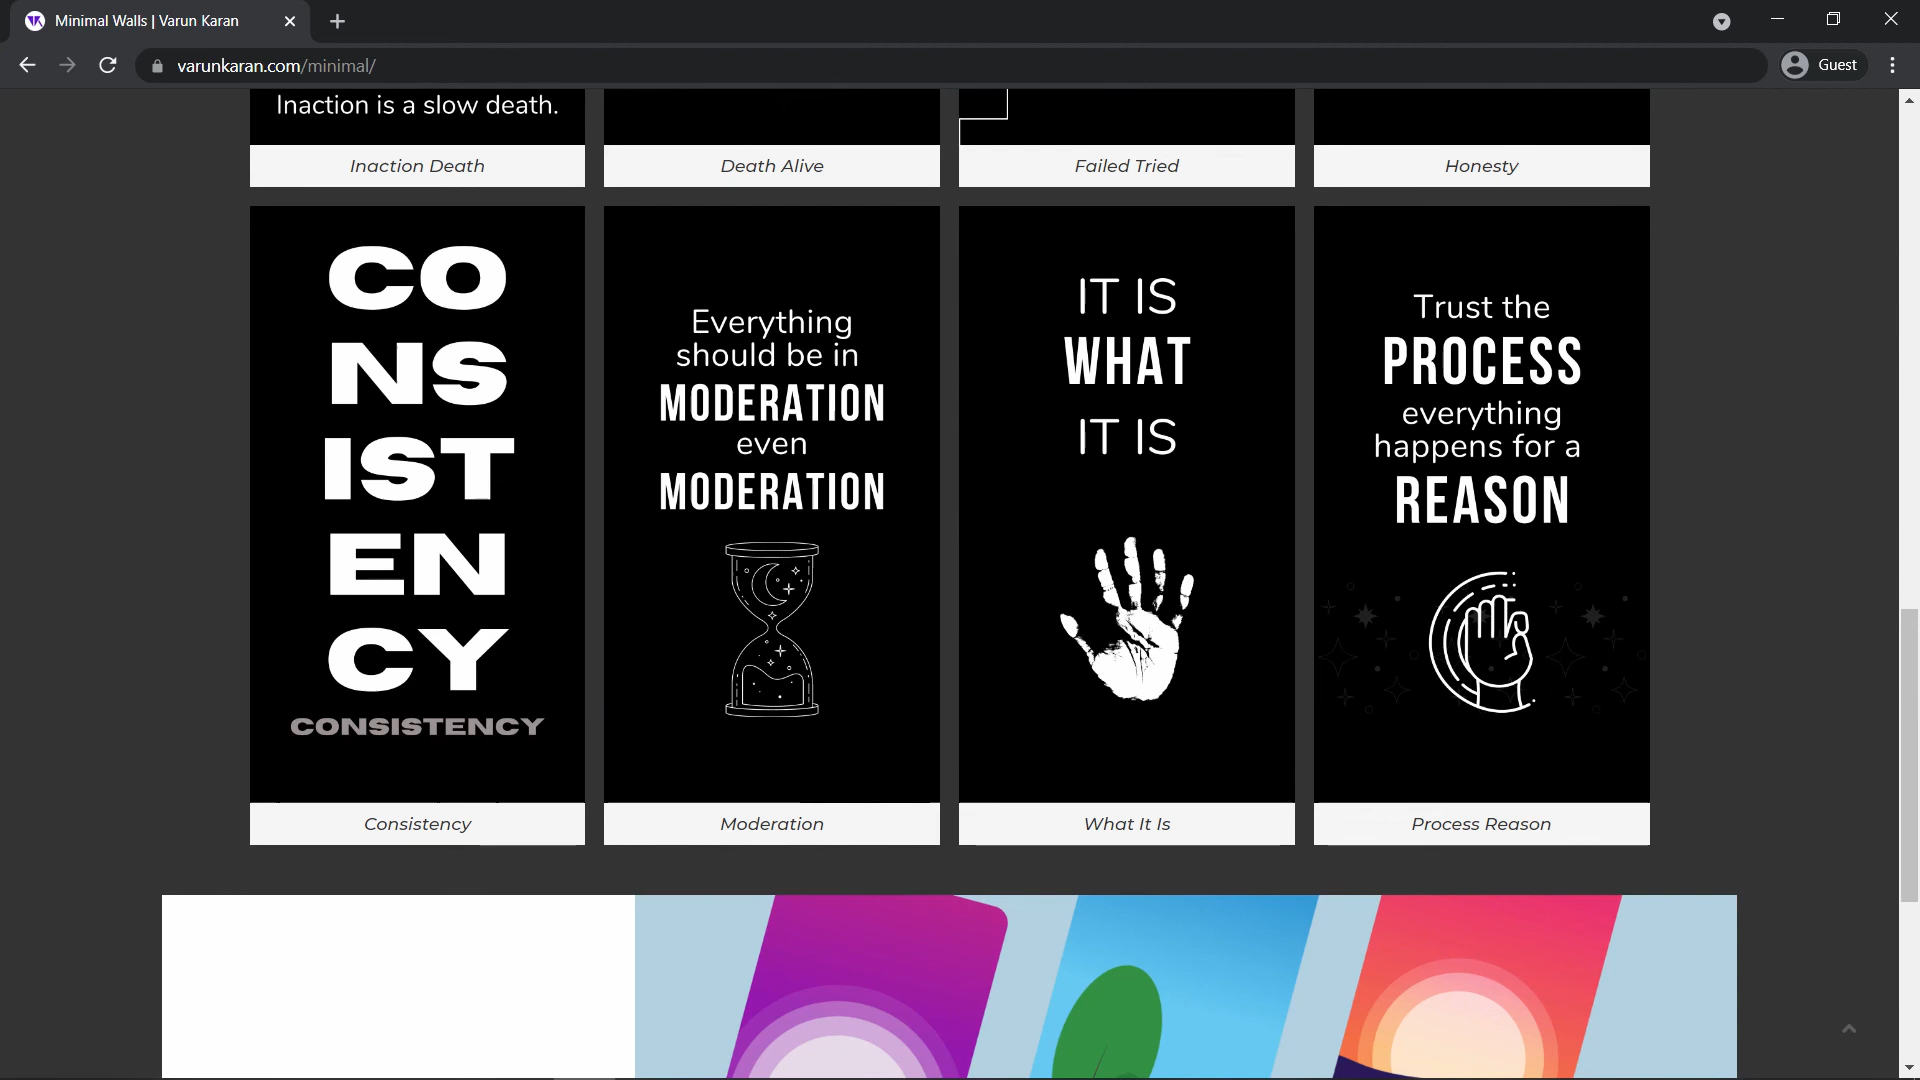 Minimal Walls | Varun Karan
varunkaran.com/minimal/
Guest
Inaction is a slow death.
Inaction Death
Death Alive
Failed Tried
Honesty
CO
NS
IST
EN
CY
CONSISTENCY
Consistency
Everything
should be in
MODERATION
even
MODERATION
Moderation
IT IS
WHAT
IT IS
What It Is
Trust the
PROCESS
everything
happens for a
REASON
Process Reason